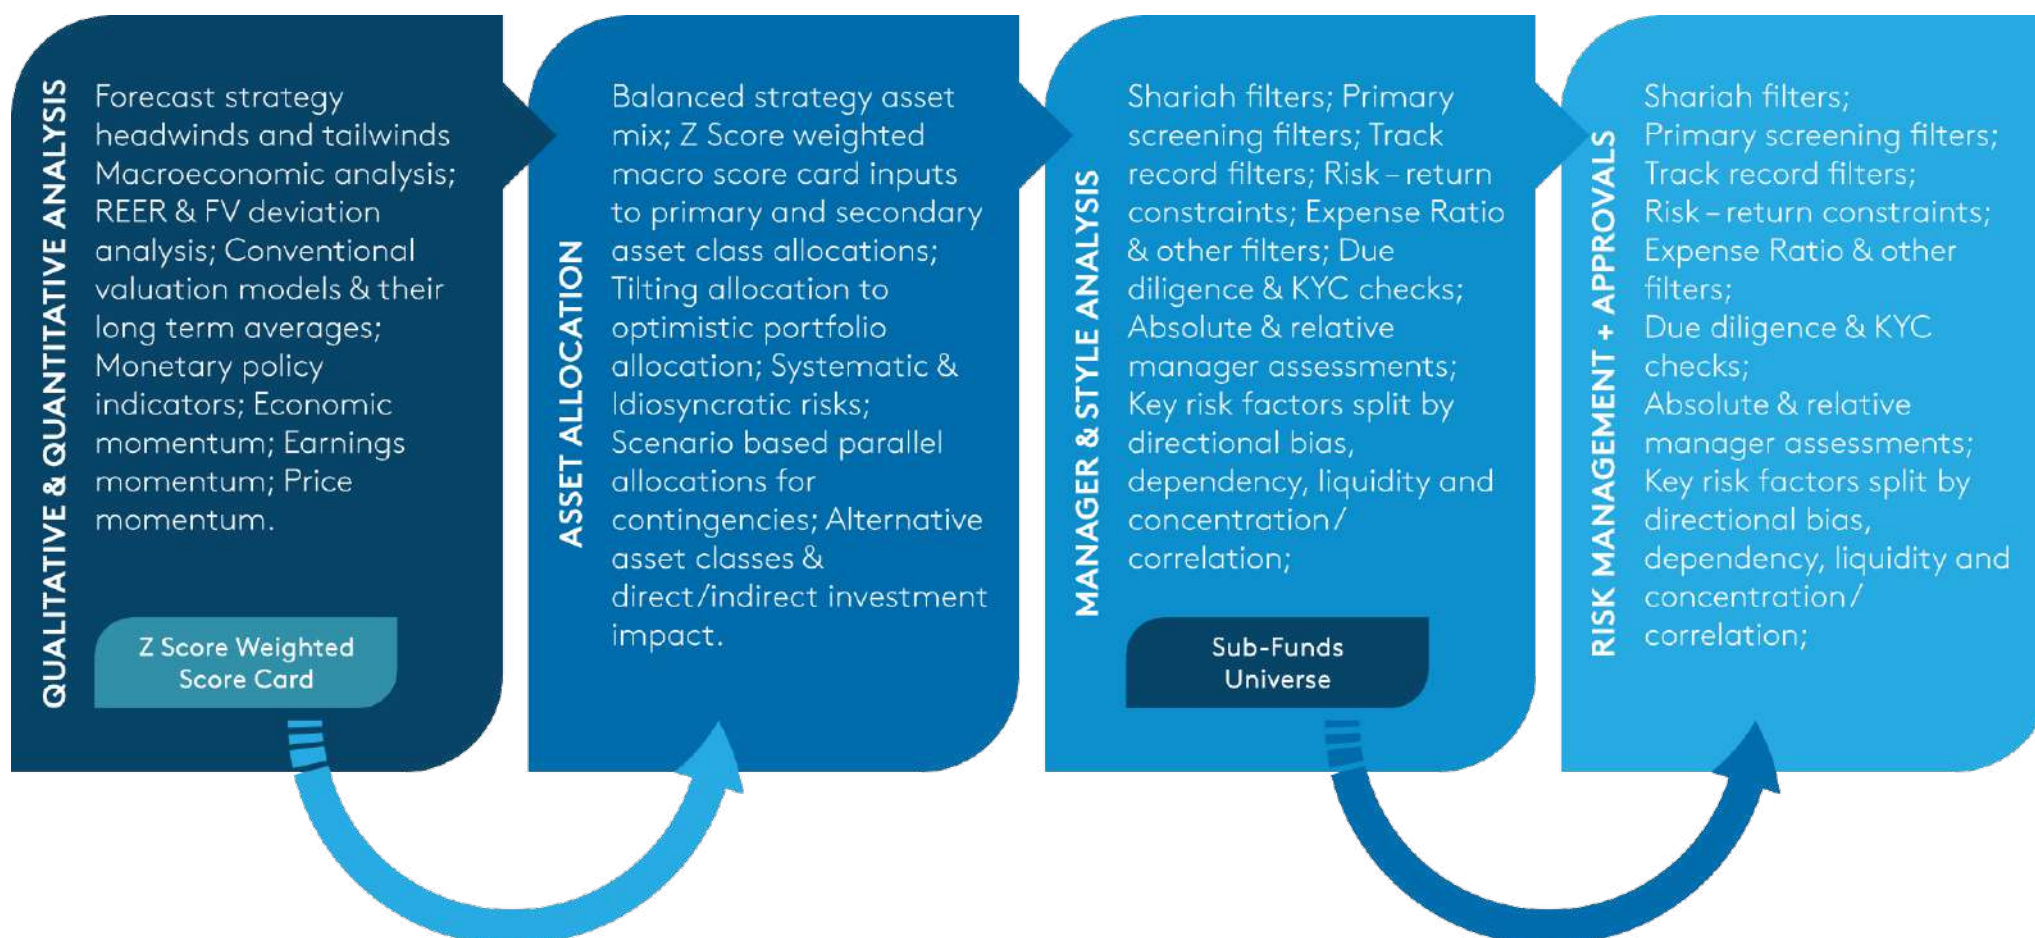 QUALITATIVE & QUANTITATIVE ANALYSIS
Forecast strategy
headwinds and tailwinds
Macroeconomic analysis;
REER & FV deviation
analysis; Conventional
valuation models & their
long term averages;
Monetary policy
indicators; Economic
momentum; Earnings
momentum; Price
momentum.
Z Score Weighted
Score Card
ASSET ALLOCATION
Balanced strategy asset
mix; Z Score weighted
macro score card inputs
to primary and secondary
asset class allocations;
Tilting allocation to
optimistic portfolio
allocation; Systematic &
Idiosyncratic risks;
Scenario based parallel
allocations for
contingencies; Alternative
asset classes &
direct/indirect investment
impact.
MANAGER & STYLE ANALYSIS
Shariah filters; Primary
screening filters; Track
record filters; Risk – return
constraints; Expense Ratio
& other filters; Due
diligence & KYC checks;
Absolute & relative
manager assessments;
Key risk factors split by
directional bias,
dependency, liquidity and
concentration/
correlation;
Sub-Funds
Universe
RISK MANAGEMENT + APPROVALS
Shariah filters;
Primary screening filters;
Track record filters;
Risk – return constraints;
Expense Ratio & other
filters;
Due diligence & KYC
checks;
Absolute & relative
manager assessments;
Key risk factors split by
directional bias,
dependency, liquidity and
concentration/
correlation;